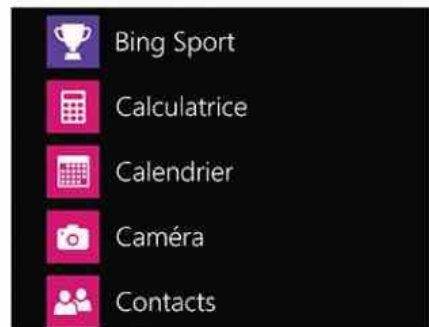 Bing Sport
Calculatrice
Calendrier
Caméra
Contacts